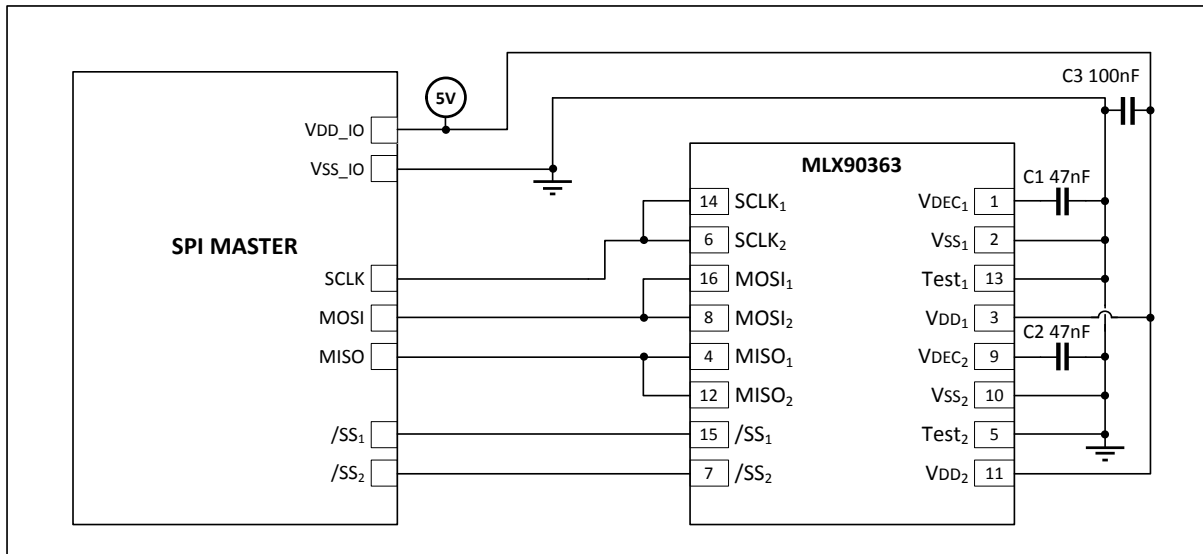 C3 100nF
5V
VDD_IO
VSS_IO
MLX90363
C1 47nF
14 SCLK₁ VDEC₁ 1
6 SCLK₂ VSS₁ 2
SPI MASTER
SCLK 16 MOSI₁ Test₁ 13
MOSI 8 MOSI₂ VDD₁ 3
C2 47nF
MISO 4 MISO₁ VDEC₂ 9
12 MISO₂ VSS₂ 10
/SS₁ 15 /SS₁ Test₂ 5
/SS₂ 7 /SS₂ VDD₂ 11